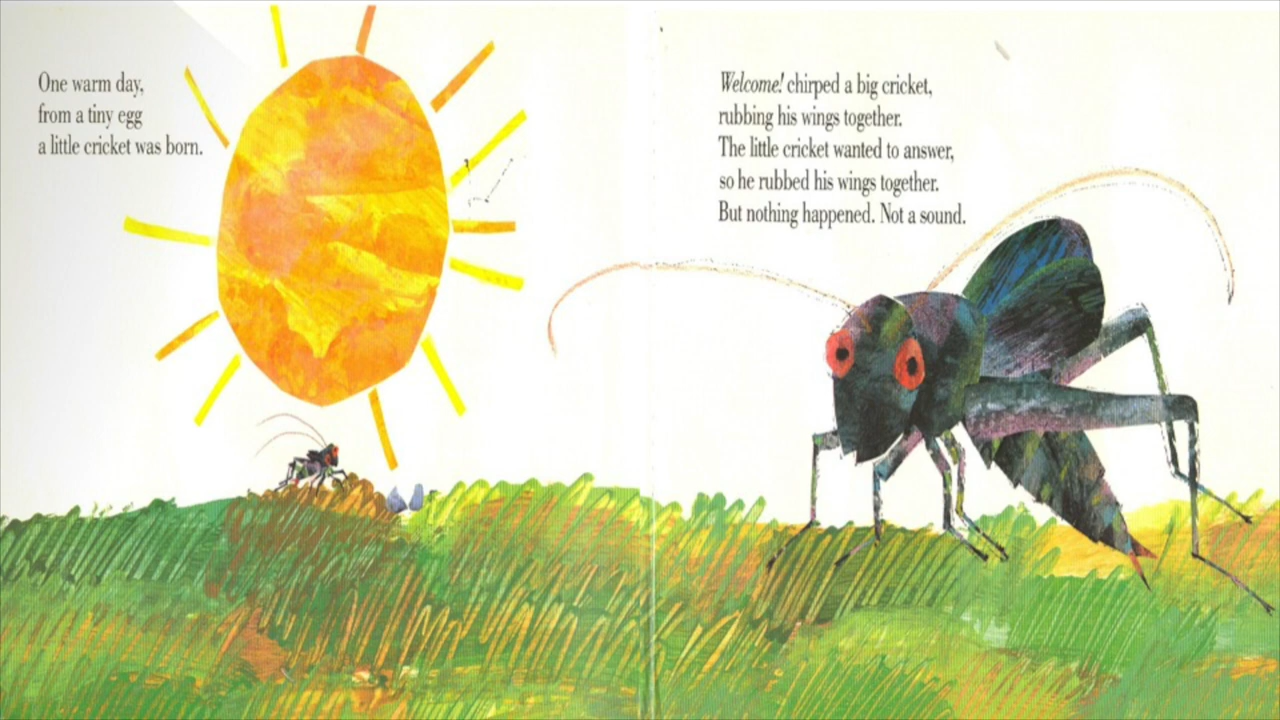 One warm day,
from a tiny egg
a little cricket was born.
Welcome! chirped a big cricket,
rubbing his wings together.
The little cricket wanted to answer,
so he rubbed his wings together.
But nothing happened. Not a sound.